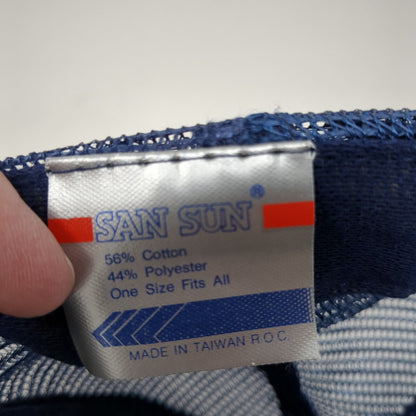 SAN SUN®
56% Cotton
44% Polyester
One Size Fits All
MADE IN TAIWAN R.O.C.